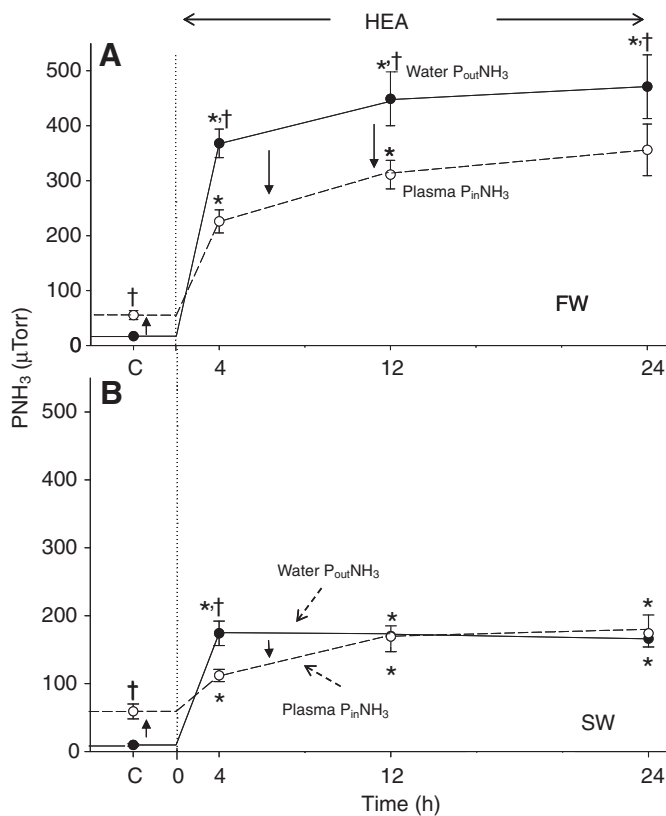 HEA
A
500
400
300
200
100
0
*,†
*,†
*,†
Water PoutNH3
*
*
Plasma PinNH3
†
FW
C
4
12
24
PNH3 (μTorr)
B
500
400
300
200
100
0
Water PoutNH3
*,†
*
*
†
*
*
*
Plasma PinNH3
SW
C
0
4
12
24
Time (h)